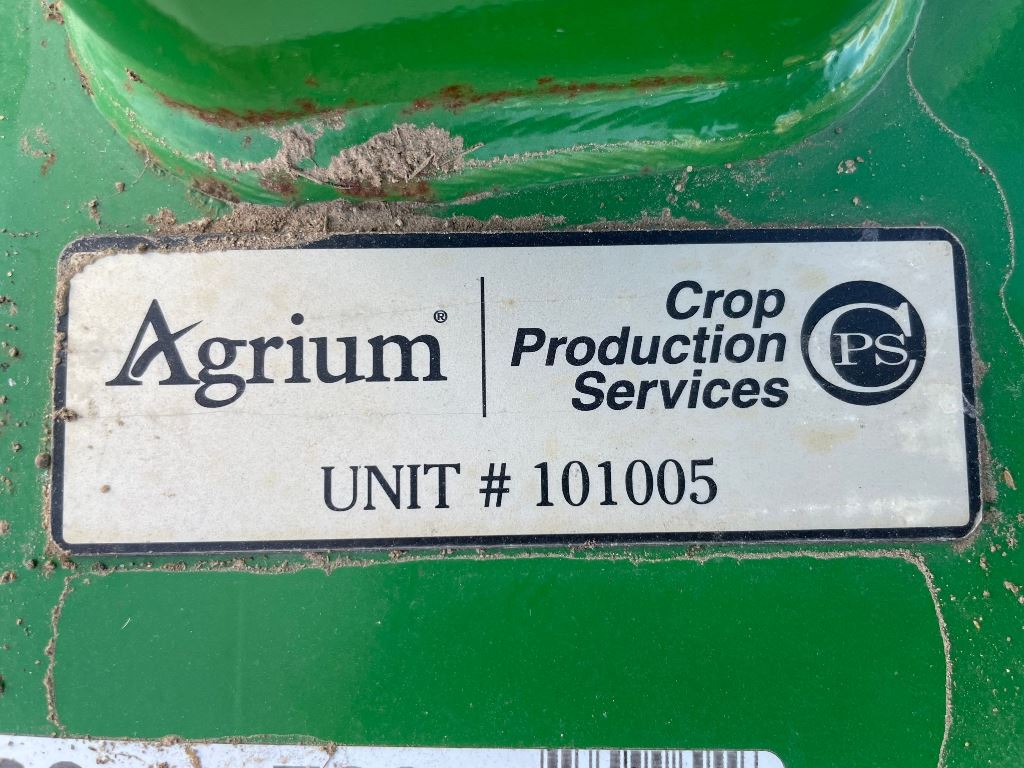 Agrium®
Crop
Production
Services
CPS
UNIT # 101005